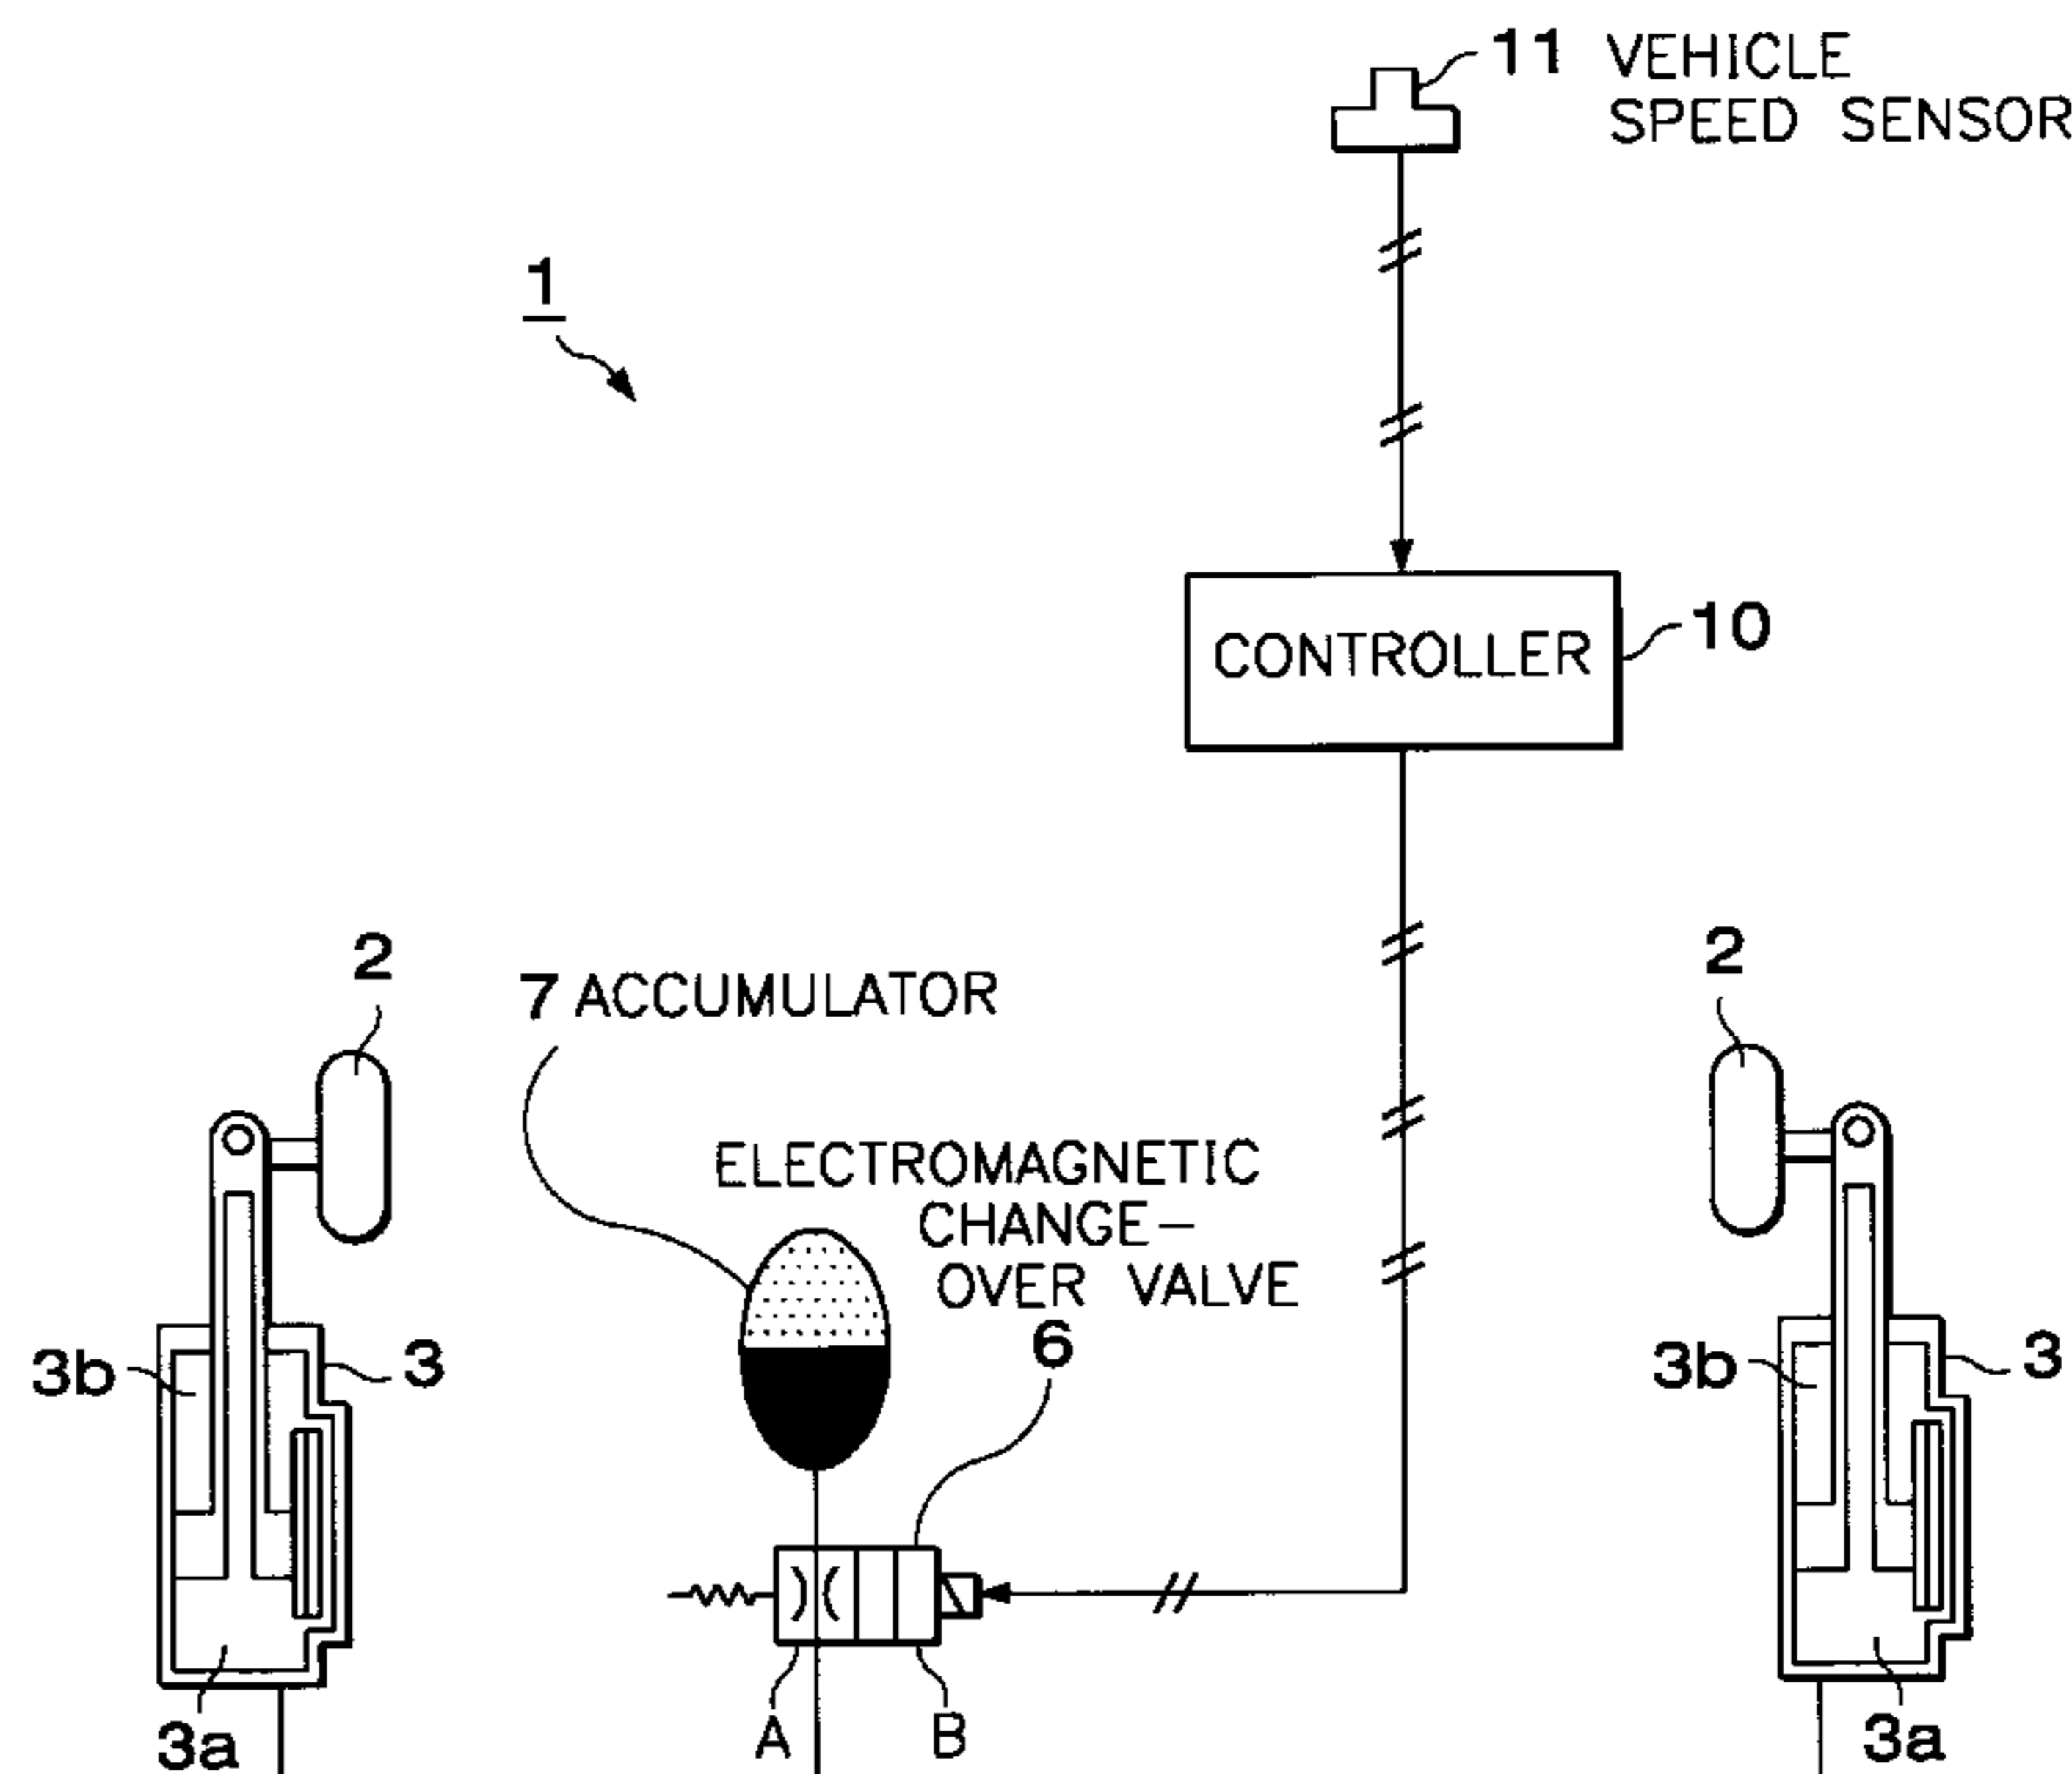 11 VEHICLE
SPEED SENSOR
1
CONTROLLER
10
2
7 ACCUMULATOR
2
ELECTROMAGNETIC
CHANGE-
OVER VALVE
6
3b
3
3b
3
A
B
3a
3a